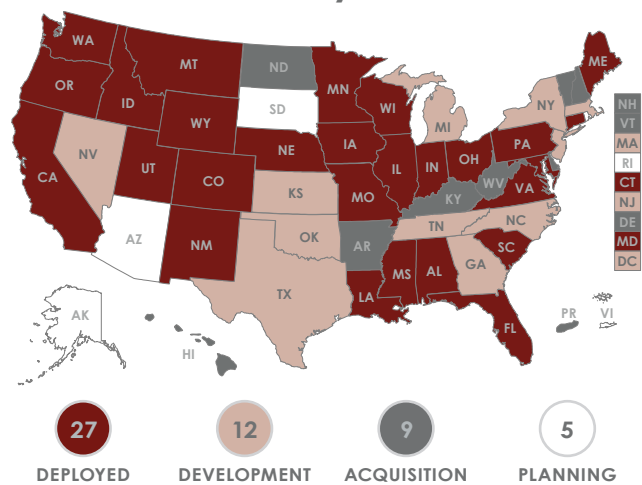 WA
MT
ND
MN
ME
OR
ID
SD
WI
NY
NH
VT
MA
RI
CT
NJ
DE
MD
DC
WY
MI
NV
NE
IA
PA
CA
UT
CO
IL
IN
OH
WV
VA
KS
MO
KY
AZ
NM
OK
AR
TN
NC
SC
TX
LA
MS
AL
GA
FL
AK
HI
PR
VI
27
12
9
5
DEPLOYED
DEVELOPMENT
ACQUISITION
PLANNING